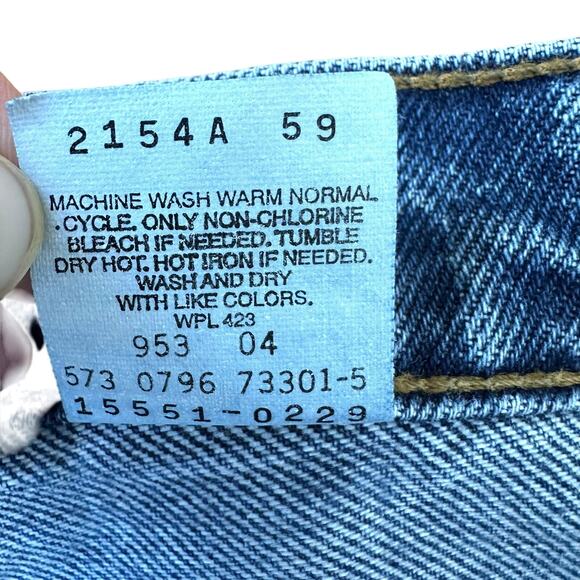 2154A 59
MACHINE WASH WARM NORMAL
CYCLE. ONLY NON-CHLORINE
BLEACH IF NEEDED. TUMBLE
DRY HOT. HOT IRON IF NEEDED.
WASH AND DRY
WITH LIKE COLORS.
WPL 423
953 04
573 0796 73301-5
15551-0229